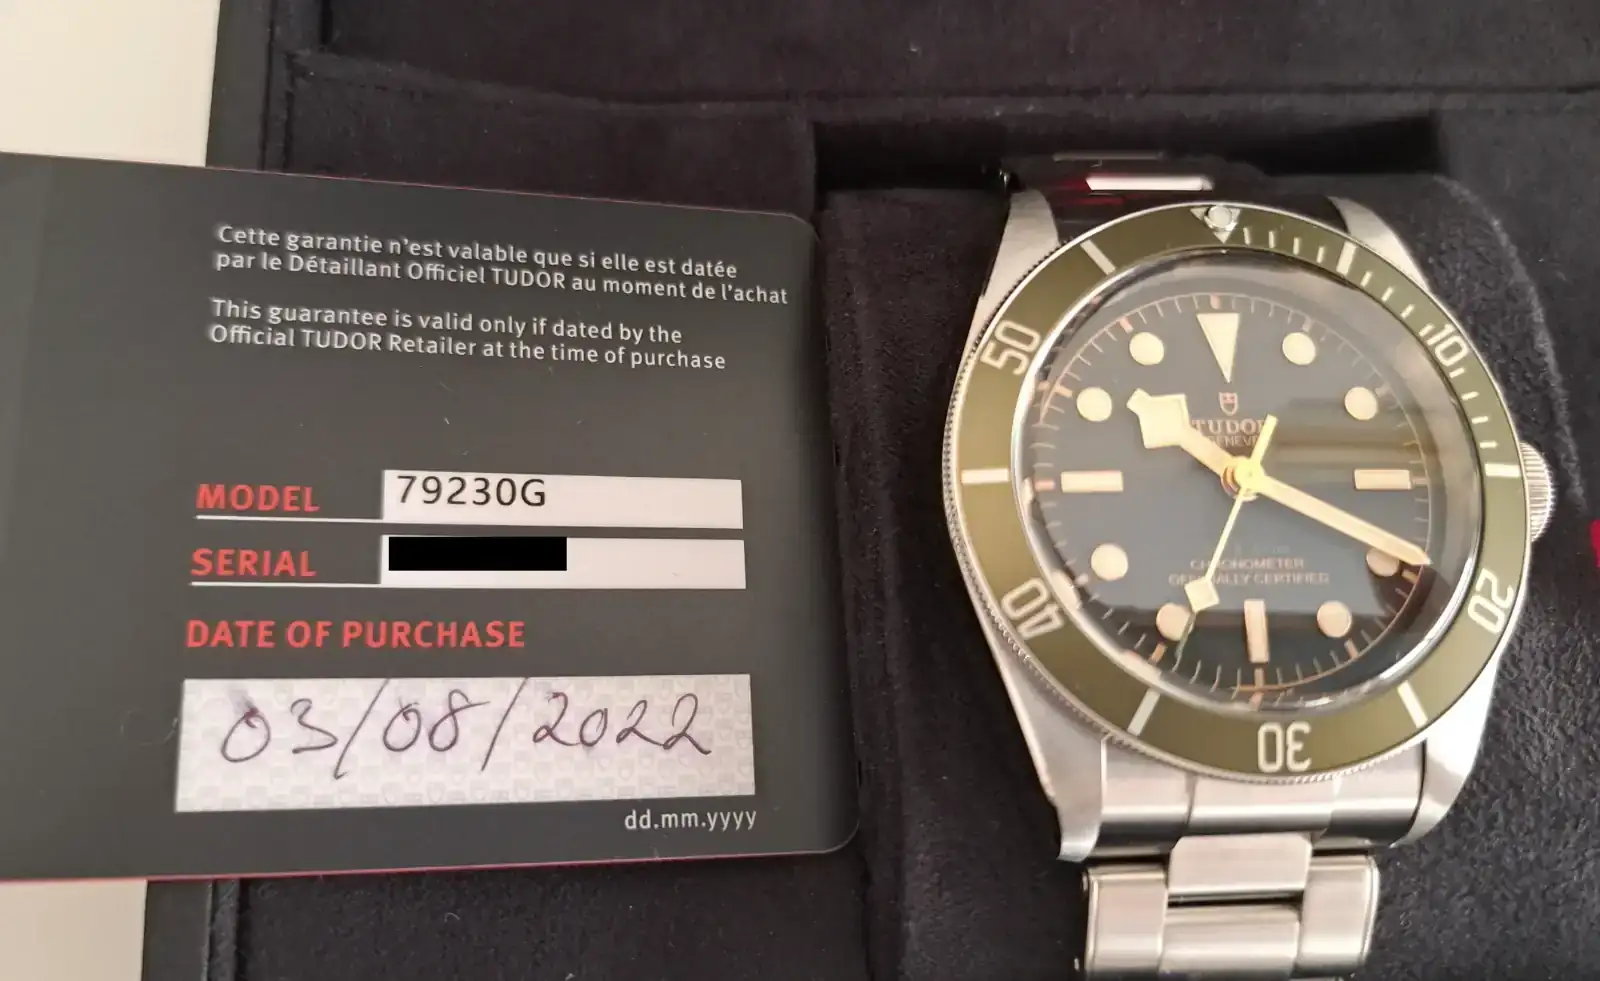 Cette garantie n'est valable que si elle est datée
par le Détaillant Officiel TUDOR au moment de l'achat
This guarantee is valid only if dated by the
Official TUDOR Retailer at the time of purchase
MODEL 79230G
SERIAL
DATE OF PURCHASE
03/08/2022
dd.mm.yyyy
10
20
30
40
50
TUDOR
GENEVE
CHRONOMETER
OFFICIALLY CERTIFIED